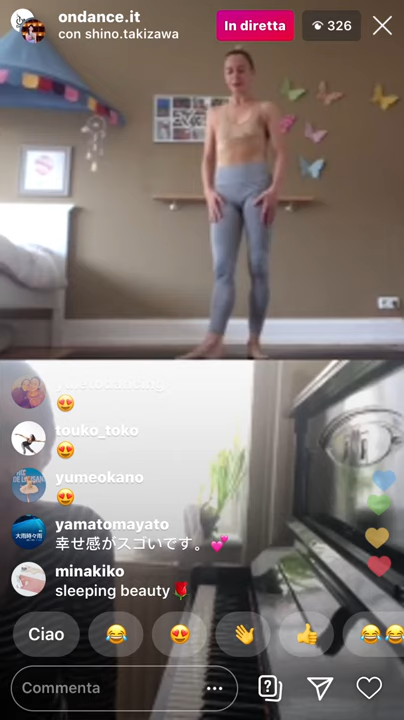 ondance.it
con shino.takizawa
In diretta
326
touko_toko
yumeokano
yamatomayato
幸せ感がスゴいです。
minakiko
sleeping beauty
Ciao
Commenta